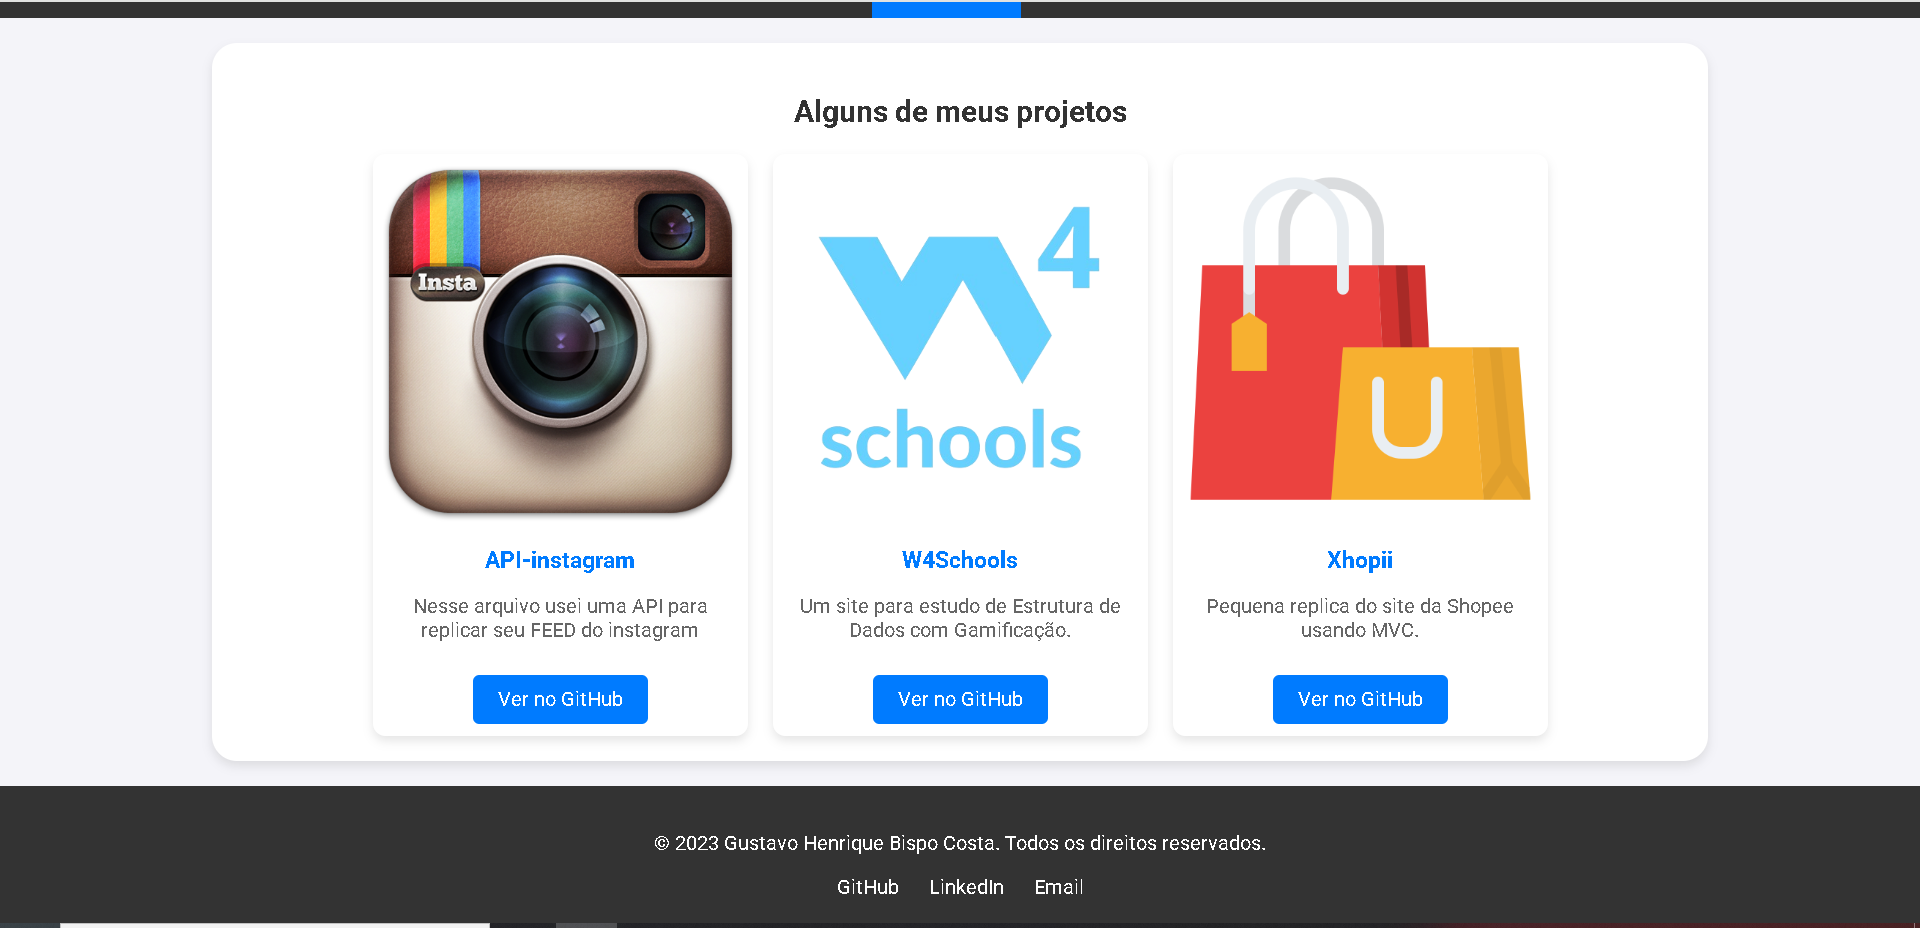 Alguns de meus projetos
Insta
W4
schools
API-instagram
Nesse arquivo usei uma API para
replicar seu FEED do instagram
Ver no GitHub
W4Schools
Um site para estudo de Estrutura de
Dados com Gamificação.
Ver no GitHub
Xhopii
Pequena replica do site da Shopee
usando MVC.
Ver no GitHub
© 2023 Gustavo Henrique Bispo Costa. Todos os direitos reservados.
GitHub LinkedIn Email